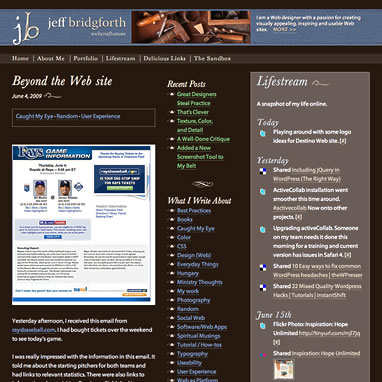 jb
jeff bridgforth
webcraftsman
I am a Web designer with a passion for creating
visually appealing, inspiring and usable Web
sites. MORE >>
Home | About Me | Portfolio | Lifestream | Delicious Links | The Sandbox
Beyond the Web site
June 4, 2009
Caught My Eye - Random - User Experience
Rays GAME INFORMATION
raysbaseball.com
Yesterday afternoon, I received this email from
raysbaseball.com. I had bought tickets over the weekend
to see today's game.
I was really impressed with the information in this email. It
told me about the starting pitchers for both teams and
had links to relevant statistics. There were also links to
Recent Posts
Great Designers
Steal Practice
That's Clever
Texture, Color,
and Detail
A Well-Done Critique
Added a New
Screenshot Tool to
My Belt
What I Write About
Best Practices
Books
Caught My Eye
Color
CSS
Design (Web)
Everyday Things
Hungary
Ministry Thoughts
My work
Photography
Random
Social Web
Software/Web Apps
Spiritual Musings
Tutorial / How-tos
Typography
Useability
User Experience
Web as Platform
Lifestream
A snapshot of my life online.
Today
Playing around with some logo
ideas for Destino Web site. [#]
Yesterday
Shared Including jQuery in
WordPress (The Right Way)
ActiveCollab installation went
smoother this time around.
#activecollab Now onto other
projects. [#]
Upgrading activeCollab. Someone
on my team needs it done this
morning for a training and current
version has issues in Safari 4. [#]
Shared 10 Easy ways to fix common
WordPress headaches | theWPresser
Shared 22 Mixed Quality Wordpress
Hacks | Tutorials | InstantShift
June 15th
Flickr Photo: Inspiration: Hope
Unlimited http://tinyurl.com/mj7jq
[#]
Shared Inspiration: Hope Unlimited